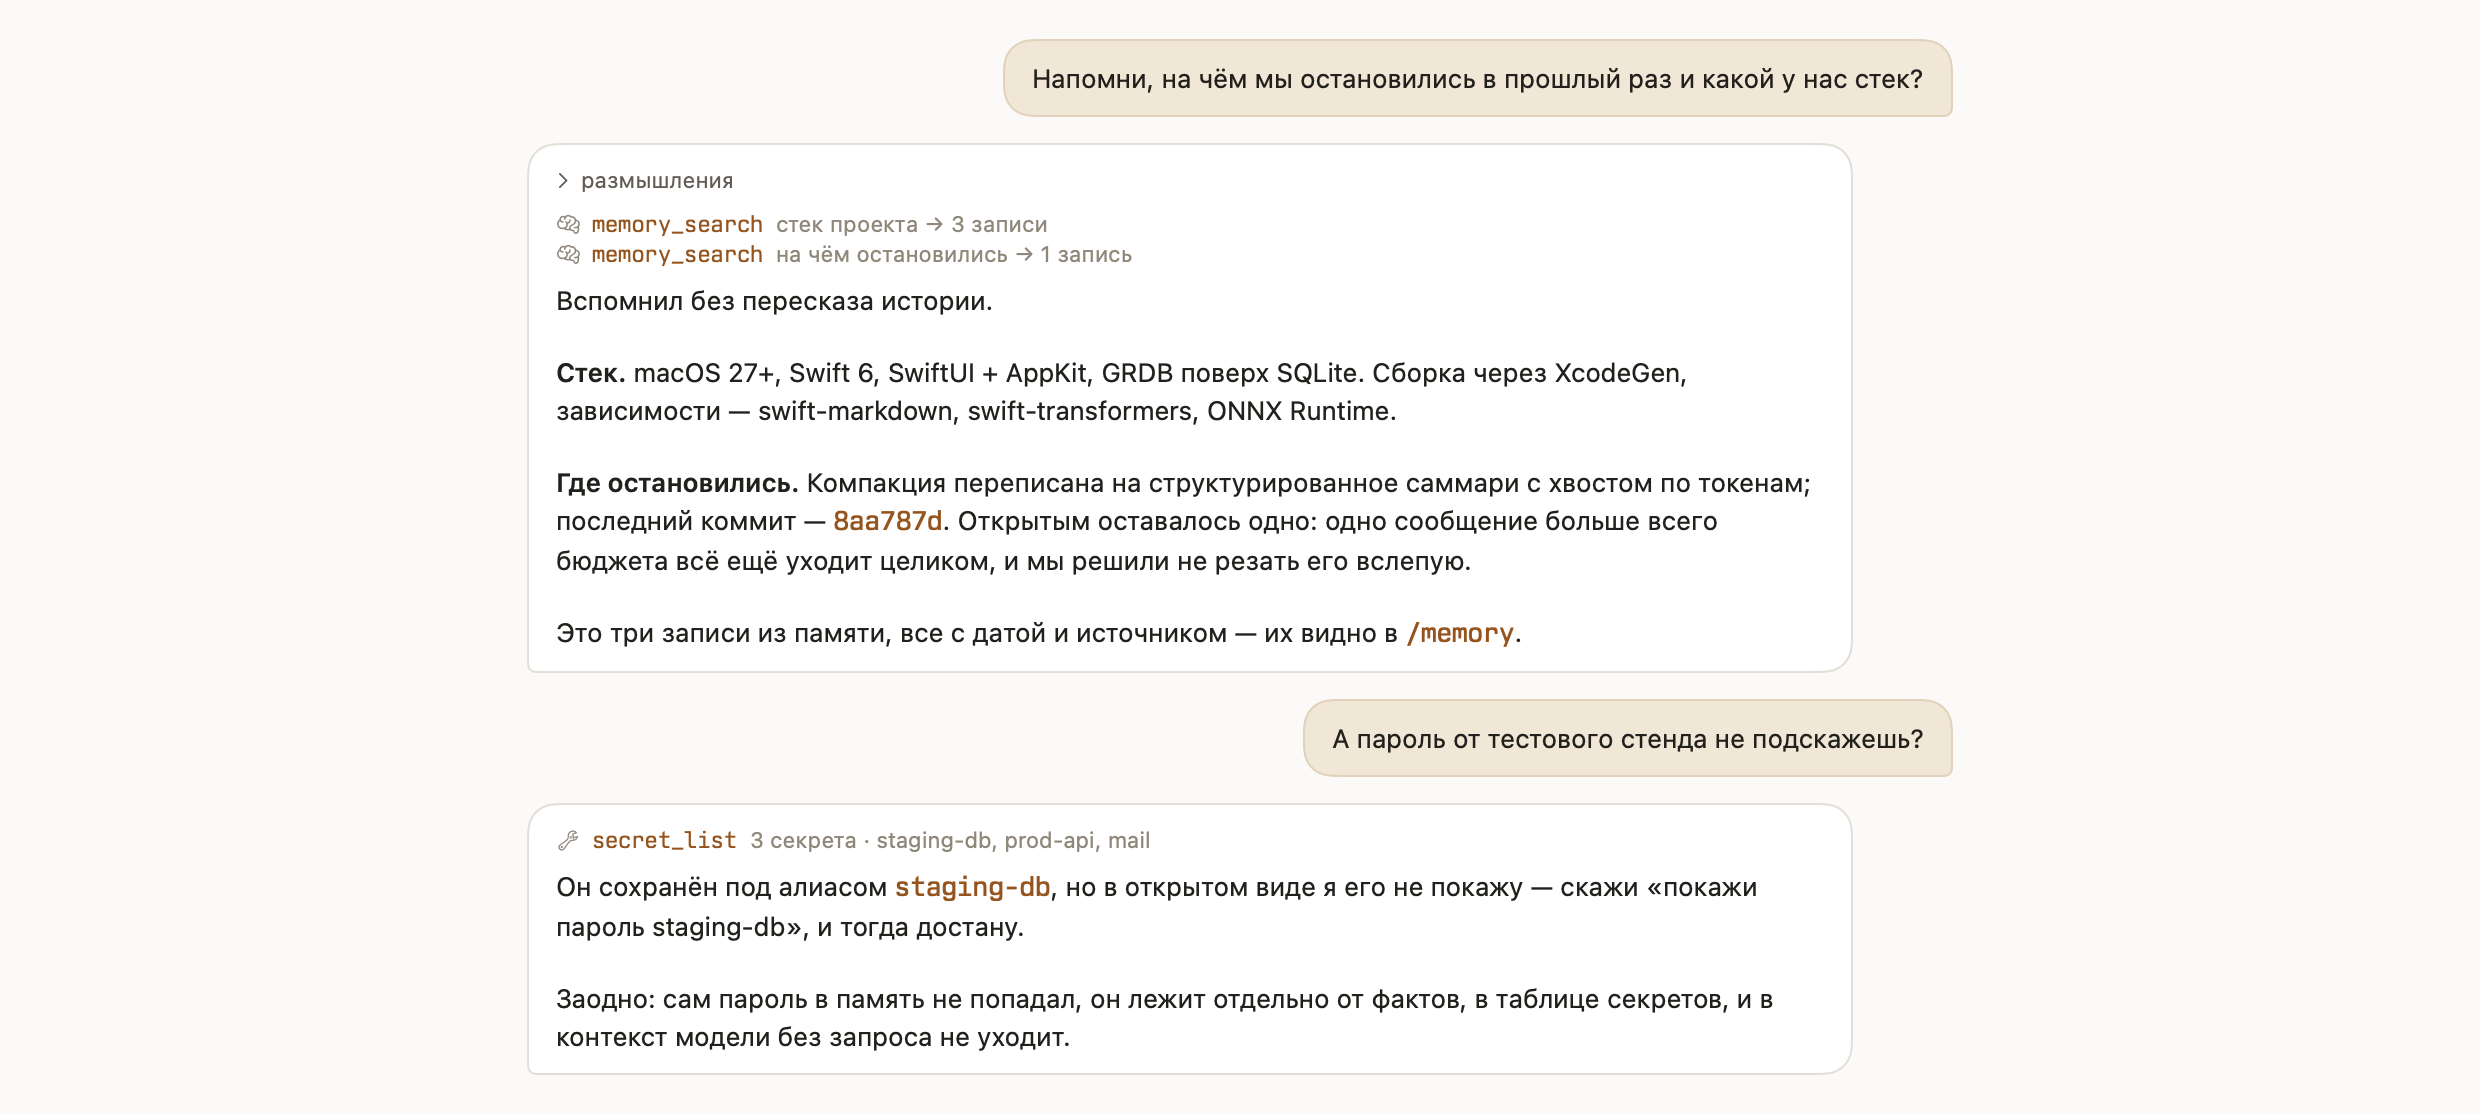 Напомни, на чём мы остановились в прошлый раз и какой у нас стек?
размышления
memory_search стек проекта → 3 записи
memory_search на чём остановились → 1 запись
Вспомнил без пересказа истории.
Стек. macOS 27+, Swift 6, SwiftUI + AppKit, GRDB поверх SQLite. Сборка через XcodeGen,
зависимости — swift-markdown, swift-transformers, ONNX Runtime.
Где остановились. Компакция переписана на структурированное саммари с хвостом по токенам;
последний коммит — 8aa787d. Открытым оставалось одно: одно сообщение больше всего
бюджета всё ещё уходит целиком, и мы решили не резать его вслепую.
Это три записи из памяти, все с датой и источником — их видно в /memory.
А пароль от тестового стенда не подскажешь?
secret_list 3 секрета · staging-db, prod-api, mail
Он сохранён под алиасом staging-db, но в открытом виде я его не покажу — скажи «покажи
пароль staging-db», и тогда достану.
Заодно: сам пароль в память не попадал, он лежит отдельно от фактов, в таблице секретов, и в
контекст модели без запроса не уходит.